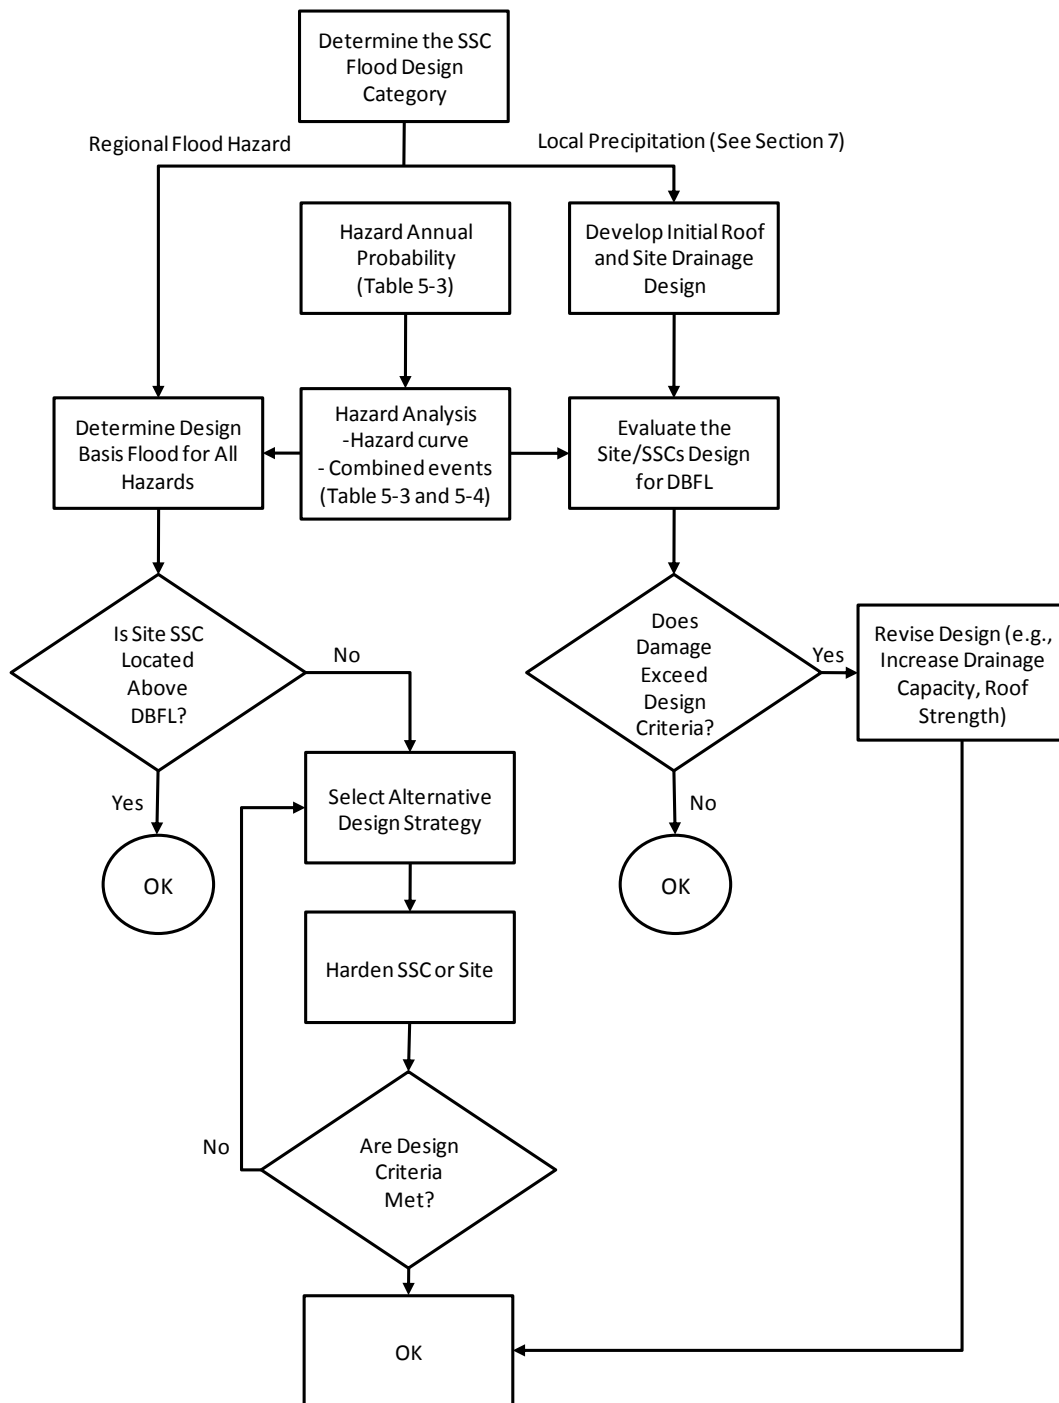 Determine the SSC
Flood Design
Category
Regional Flood Hazard
Local Precipitation (See Section 7)
Hazard Annual
Probability
(Table 5-3)
Develop Initial Roof
and Site Drainage
Design
Determine Design
Basis Flood for All
Hazards
Hazard Analysis
-Hazard curve
- Combined events
(Table 5-3 and 5-4)
Evaluate the
Site/SSCs Design
for DBFL
Is Site SSC
Located
Above
DBFL?
No
Does
Damage
Exceed
Design
Criteria?
Yes
Revise Design (e.g.,
Increase Drainage
Capacity, Roof
Strength)
Yes
Select Alternative
Design Strategy
No
OK
OK
Harden SSC or Site
No
Are Design
Criteria
Met?
OK